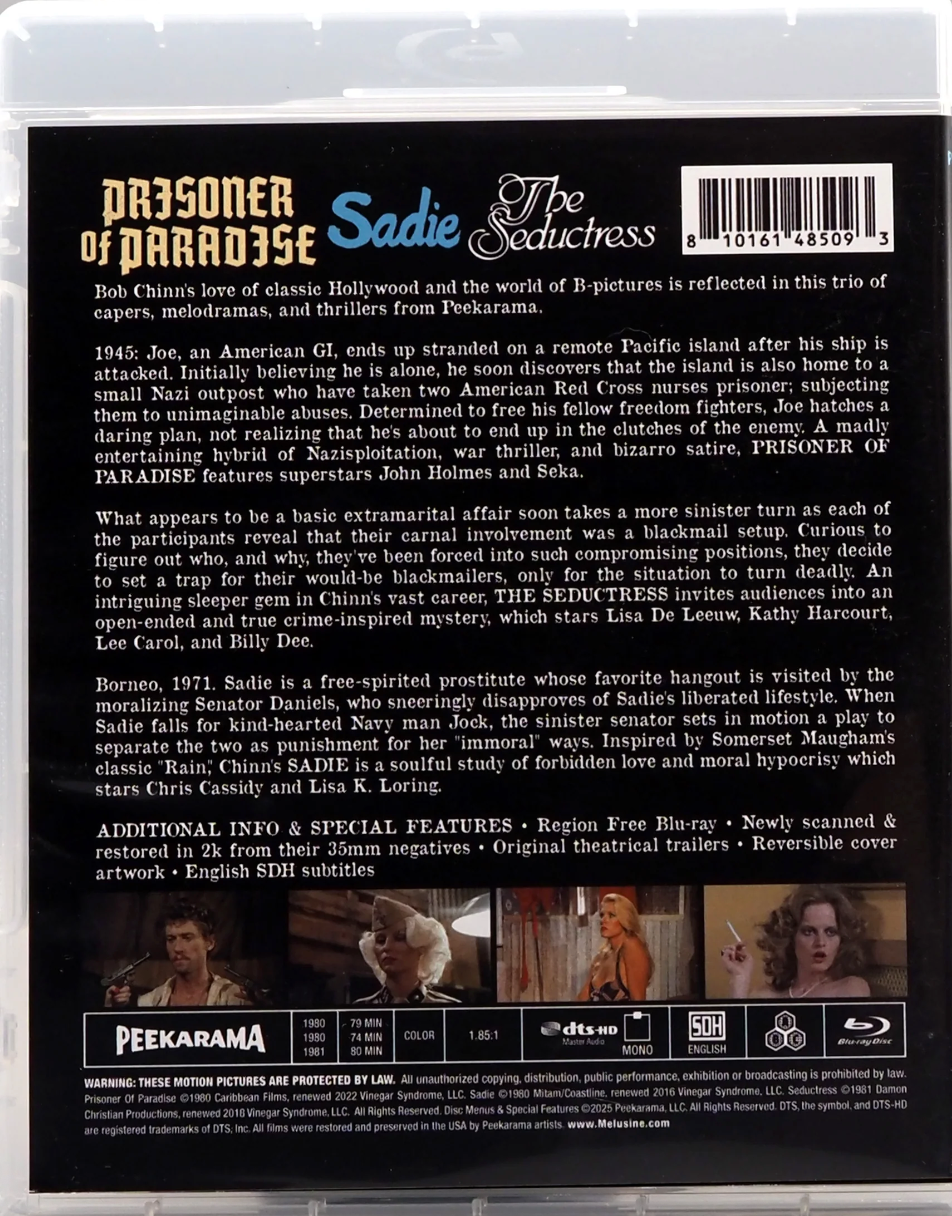 PRISONER
OF PARADISE
Sadie
The
Seductress
8 10161 48509 3
Bob Chinn's love of classic Hollywood and the world of B-pictures is reflected in this trio of
capers, melodramas, and thrillers from Peekarama.
1945: Joe, an American GI, ends up stranded on a remote Pacific island after his ship is
attacked. Initially believing he is alone, he soon discovers that the island is also home to a
small Nazi outpost who have taken two American Red Cross nurses prisoner; subjecting
them to unimaginable abuses. Determined to free his fellow freedom fighters, Joe hatches a
daring plan, not realizing that he's about to end up in the clutches of the enemy. A madly
entertaining hybrid of Nazisploitation, war thriller, and bizarro satire, PRISONER OF
PARADISE features superstars John Holmes and Seka.
What appears to be a basic extramarital affair soon takes a more sinister turn as each of
the participants reveal that their carnal involvement was a blackmail setup. Curious to
figure out who, and why, they've been forced into such compromising positions, they decide
to set a trap for their would-be blackmailers, only for the situation to turn deadly. An
intriguing sleeper gem in Chinn's vast career, THE SEDUCTRESS invites audiences into an
open-ended and true crime-inspired mystery, which stars Lisa De Leeuw, Kathy Harcourt,
Lee Carol, and Billy Dee.
Borneo, 1971. Sadie is a free-spirited prostitute whose favorite hangout is visited by the
moralizing Senator Daniels, who sneeringly disapproves of Sadie's liberated lifestyle. When
Sadie falls for kind-hearted Navy man Jock, the sinister senator sets in motion a play to
separate the two as punishment for her "immoral" ways. Inspired by Somerset Maugham's
classic "Rain," Chinn's SADIE is a soulful study of forbidden love and moral hypocrisy which
stars Chris Cassidy and Lisa K. Loring.
ADDITIONAL INFO & SPECIAL FEATURES • Region Free Blu-ray • Newly scanned &
restored in 2k from their 35mm negatives • Original theatrical trailers • Reversible cover
artwork • English SDH subtitles
PEEKARAMA
1980
1980
1981
79 MIN
74 MIN
80 MIN
COLOR
1.85:1
dts-HD
Master Audio
MONO
SDH
ENGLISH
A B C
Blu-ray Disc
WARNING: THESE MOTION PICTURES ARE PROTECTED BY LAW. All unauthorized copying, distribution, public performance, exhibition or broadcasting is prohibited by law.
Prisoner Of Paradise ©1980 Caribbean Films, renewed 2022 Vinegar Syndrome, LLC. Sadie ©1980 Mitam/Coastline, renewed 2016 Vinegar Syndrome, LLC. Seductress ©1981 Damon
Christian Productions, renewed 2018 Vinegar Syndrome, LLC. All Rights Reserved. Disc Menus & Special Features ©2025 Peekarama, LLC. All Rights Reserved. DTS, the symbol, and DTS-HD
are registered trademarks of DTS, Inc. All films were restored and preserved in the USA by Peekarama artists. www.Melusine.com